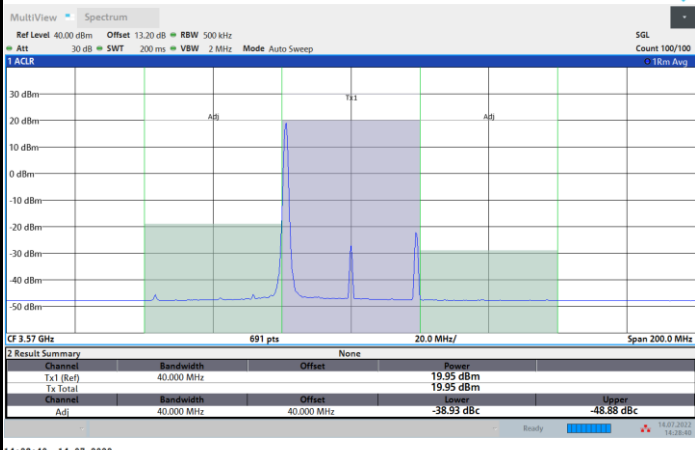 MultiView Spectrum
Ref Level 40.00 dBm Offset 13.20 dB RBW 500 kHz SGL
Att 30 dB SWT 200 ms VBW 2 MHz Mode Auto Sweep Count 100/100
1 ACLR 1Rm Avg
30 dBm
Tx1
20 dBm Adj Adj
10 dBm
0 dBm
-10 dBm
-20 dBm
-30 dBm
-40 dBm
-50 dBm
CF 3.57 GHz 691 pts 20.0 MHz/ Span 200.0 MHz
2 Result Summary None
Channel Bandwidth Offset Power
Tx1 (Ref) 40.000 MHz 19.95 dBm
Tx Total 19.95 dBm
Channel Bandwidth Offset Lower Upper
Adj 40.000 MHz 40.000 MHz -38.93 dBc -48.88 dBc
Ready 14.07.2022
14:28:40